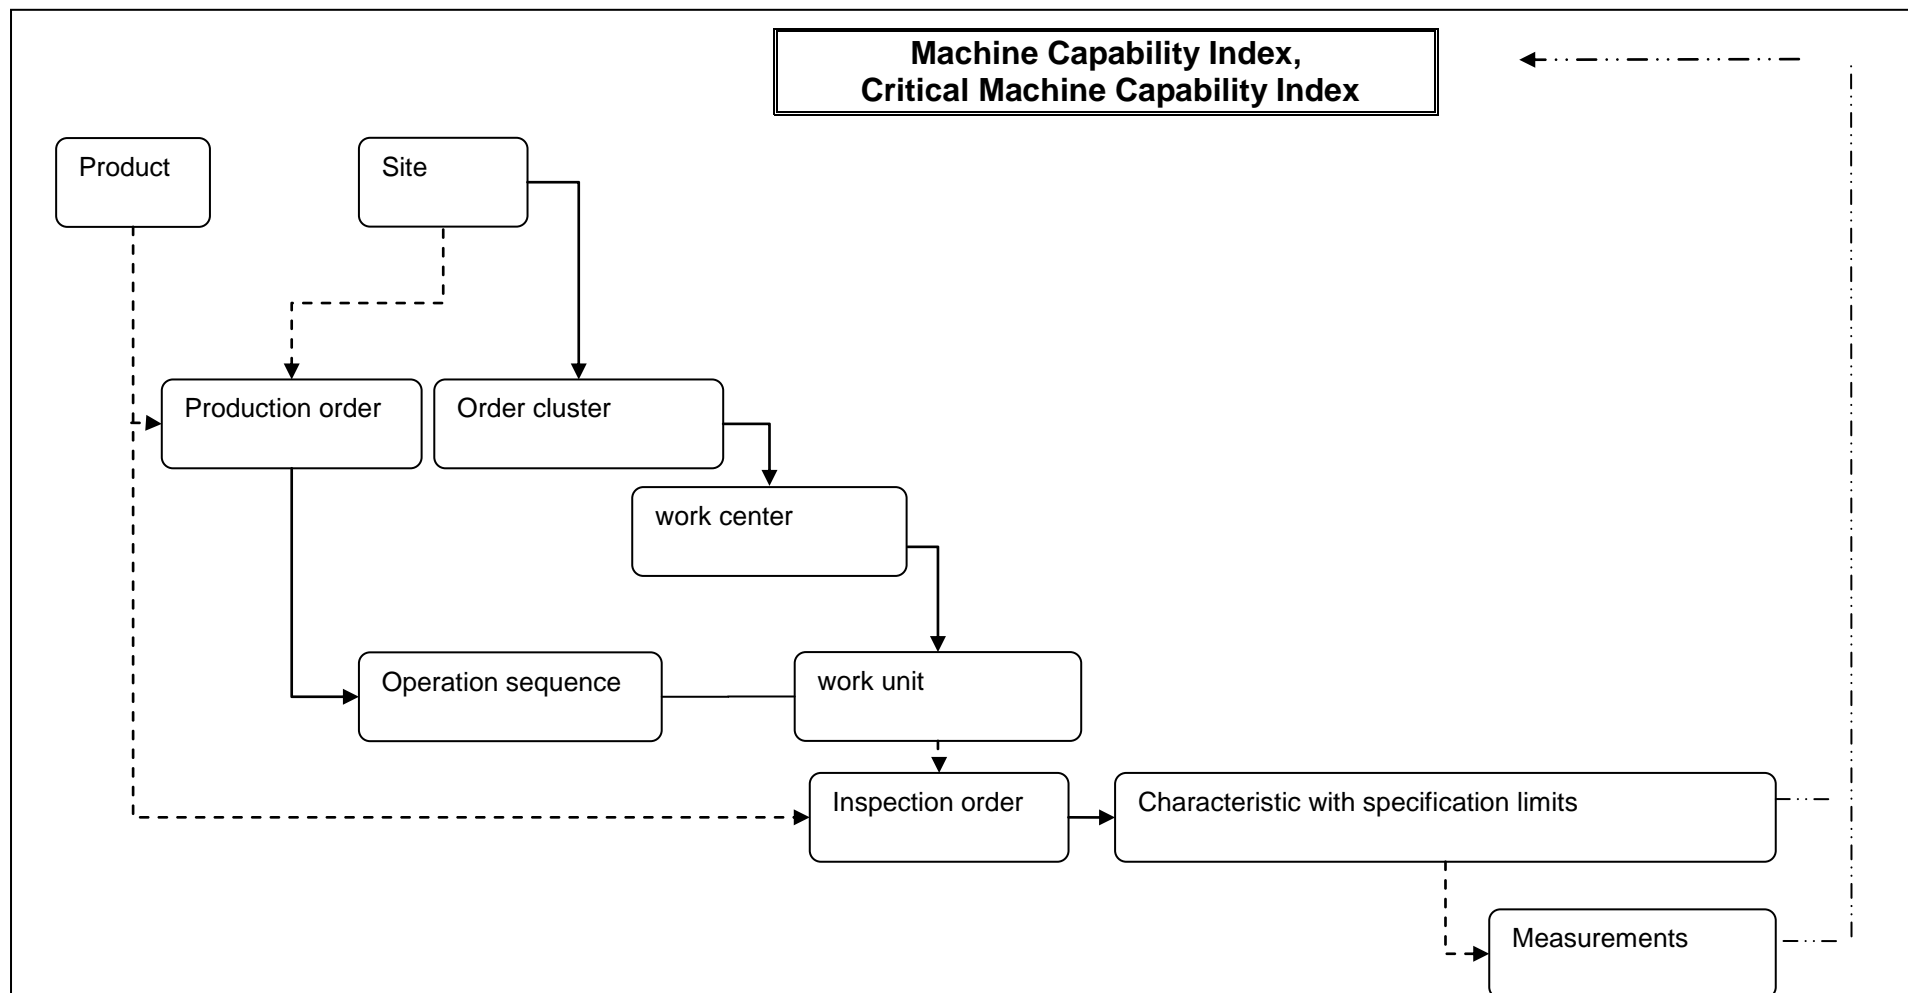 Machine Capability Index,
Critical Machine Capability Index
Product
Site
Production order
Order cluster
work center
Operation sequence
work unit
Inspection order
Characteristic with specification limits
Measurements